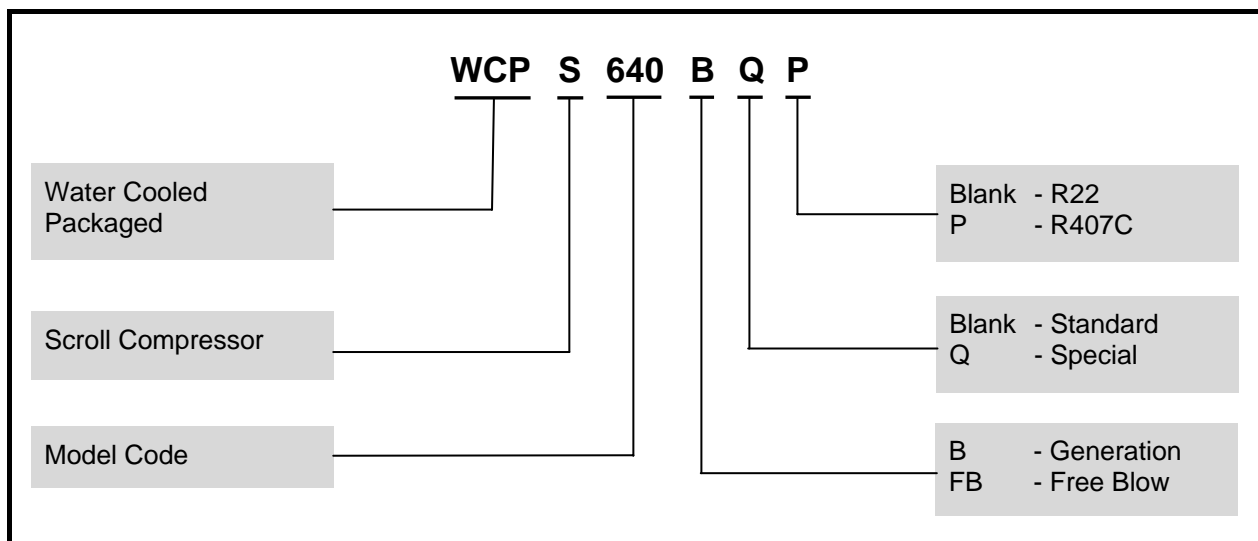 WCP S 640 B Q P
Water Cooled
Packaged
Scroll Compressor
Model Code
Blank - R22
P - R407C
Blank - Standard
Q - Special
B - Generation
FB - Free Blow